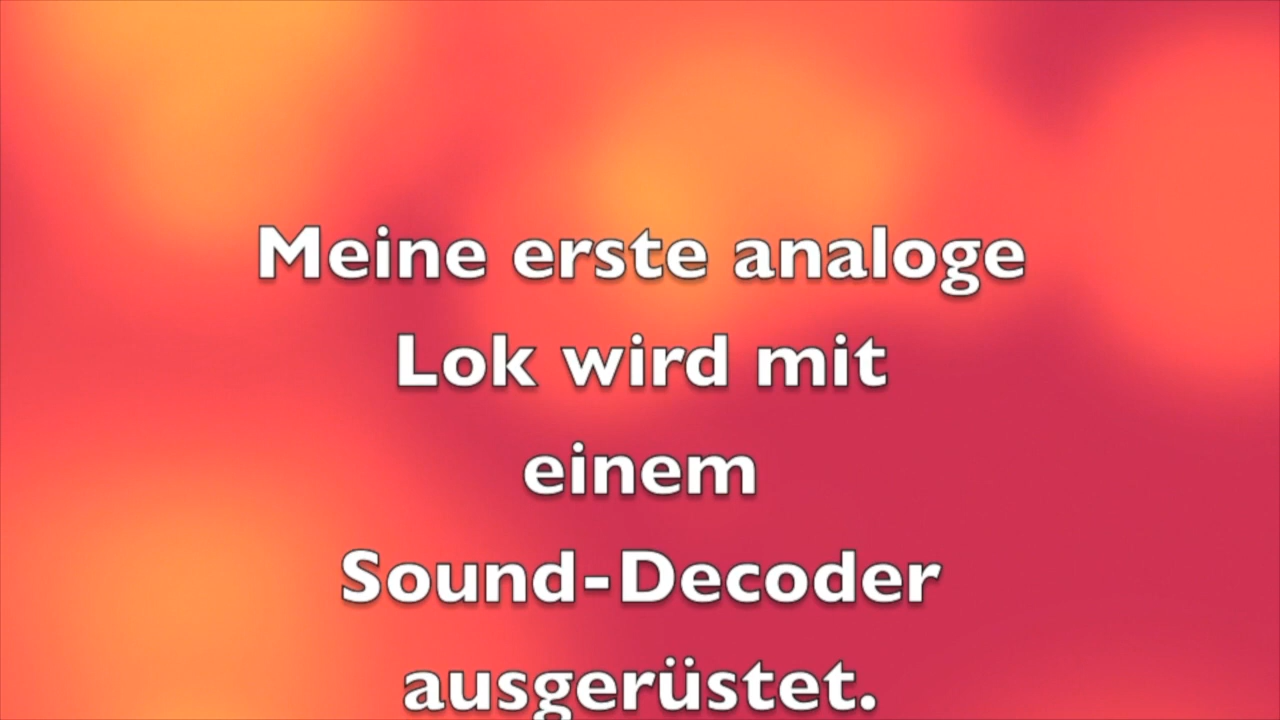 Meine erste analoge
Lok wird mit
einem
Sound-Decoder
ausgerüstet.